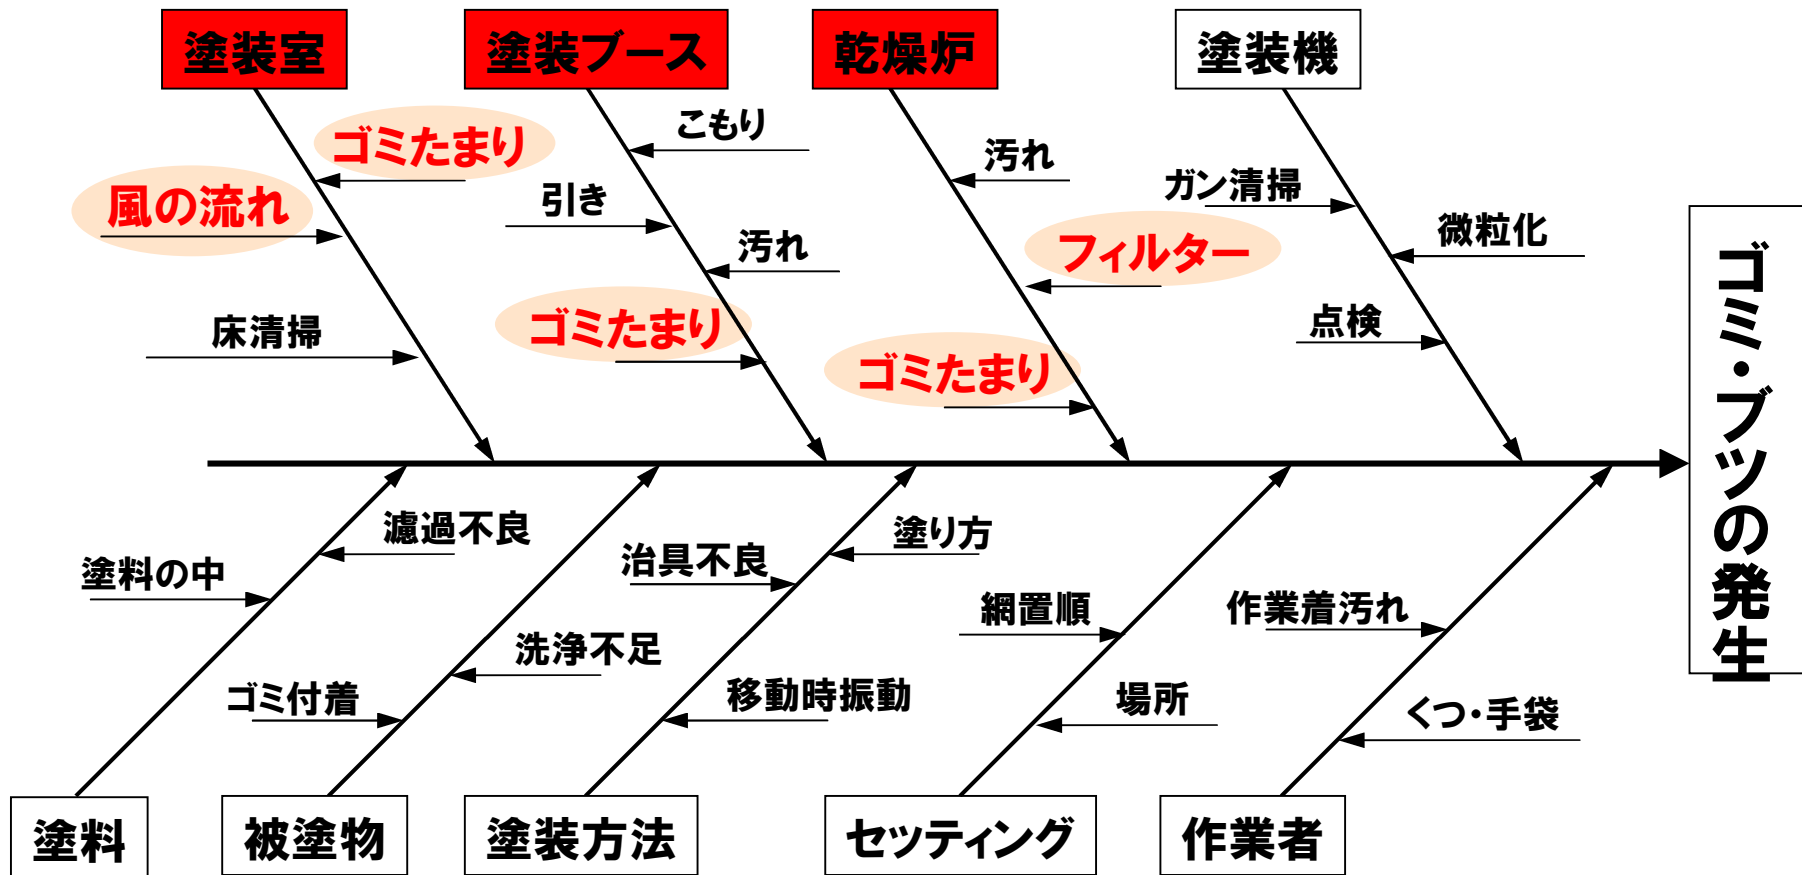 塗装室
塗装ブース
乾燥炉
塗装機
ゴミたまり
風の流れ
床清掃
こもり
引き
汚れ
ゴミたまり
汚れ
フィルター
ゴミたまり
ガン清掃
微粒化
点検
ゴミ・ブツの発生
濾過不良
塗料の中
洗浄不足
ゴミ付着
塗り方
治具不良
移動時振動
網置順
場所
作業着汚れ
くつ・手袋
塗料
被塗物
塗装方法
セッティング
作業者